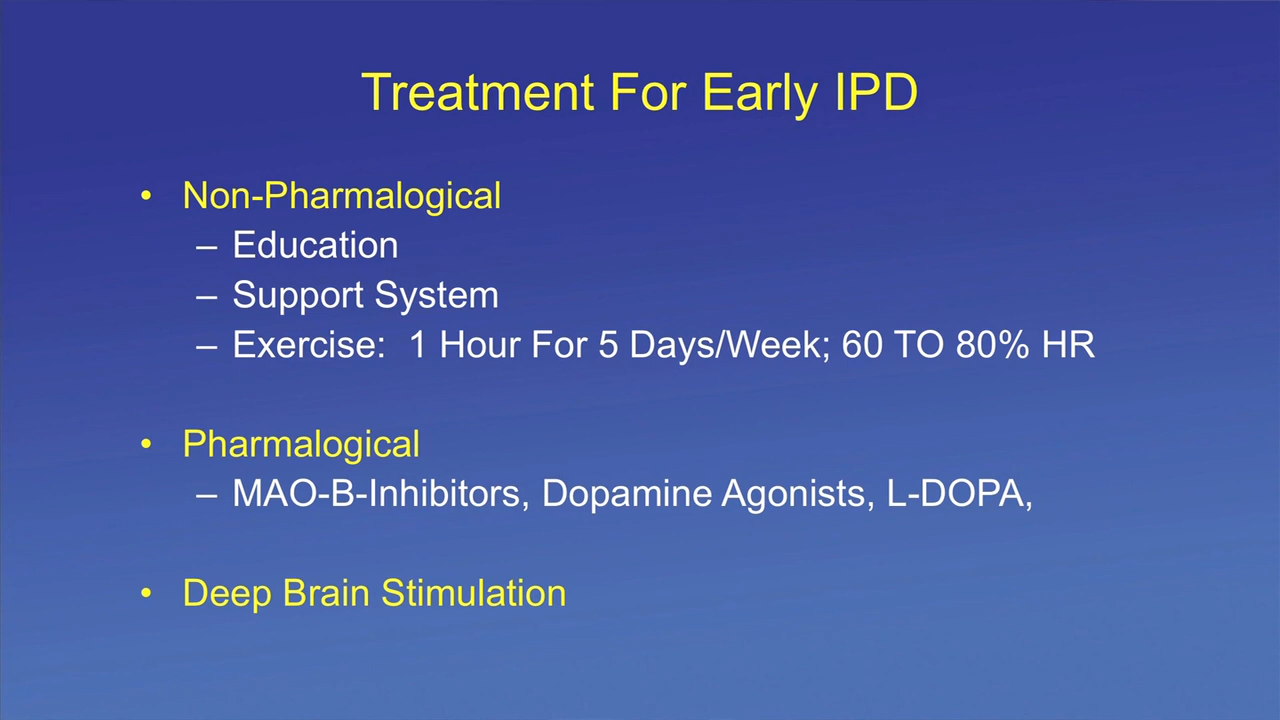 Treatment For Early IPD
• Non-Pharmalogical
– Education
– Support System
– Exercise: 1 Hour For 5 Days/Week; 60 TO 80% HR
• Pharmalogical
– MAO-B-Inhibitors, Dopamine Agonists, L-DOPA,
• Deep Brain Stimulation